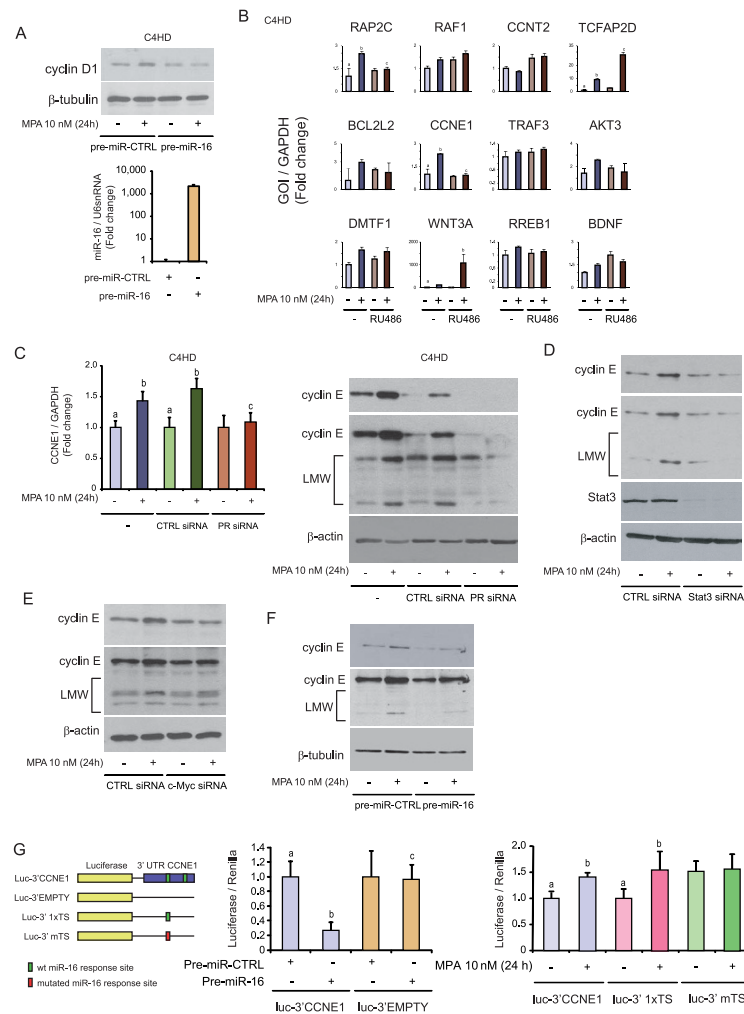 A
C4HD
cyclin D1
β-tubulin
MPA 10 nM (24h) - + - +
pre-miR-CTRL pre-miR-16
miR-16 / U6snRNA
(Fold change)
10,000
1,000
100
10
1
pre-miR-CTRL + -
pre-miR-16 - +
B
C4HD
GOI / GAPDH
(Fold change)
RAP2C RAF1 CCNT2 TCFAP2D
a b c c
a b c
BCL2L2 CCNE1 TRAF3 AKT3
a b c
DMTF1 WNT3A RREB1 BDNF
a b
MPA 10 nM (24h) - + - + - + - + - + - + - + - +
- RU486 - RU486 - RU486 - RU486
C
CCNE1 / GAPDH
(Fold change)
2.0
1.5
1.0
0.5
0
a b a b a c
MPA 10 nM (24h) - + - + - +
- CTRL siRNA PR siRNA
C4HD
cyclin E
cyclin E
LMW
β-actin
MPA 10 nM (24h) - + - + - +
- CTRL siRNA PR siRNA
D
cyclin E
cyclin E
LMW
Stat3
β-actin
MPA 10 nM (24h) - + - +
CTRL siRNA Stat3 siRNA
E
cyclin E
cyclin E
LMW
β-actin
MPA 10 nM (24h) - + - +
CTRL siRNA c-Myc siRNA
F
cyclin E
cyclin E
LMW
β-tubulin
MPA 10 nM (24h) - + - +
pre-miR-CTRL pre-miR-16
G
Luciferase 3' UTR CCNE1
Luc-3'CCNE1
Luc-3'EMPTY
Luc-3' 1xTS
Luc-3' mTS
wt miR-16 response site
mutated miR-16 response site
Luciferase / Renilla
1.4
1.2
1.0
0.8
0.6
0.4
0.2
0
a b c
Pre-miR-CTRL + - + -
Pre-miR-16 - + - +
luc-3'CCNE1 luc-3'EMPTY
Luciferase / Renilla
2.0
1.5
1.0
0.5
0
a b a b
MPA 10 nM (24 h) - + - + - +
luc-3'CCNE1 luc-3' 1xTS luc-3' mTS